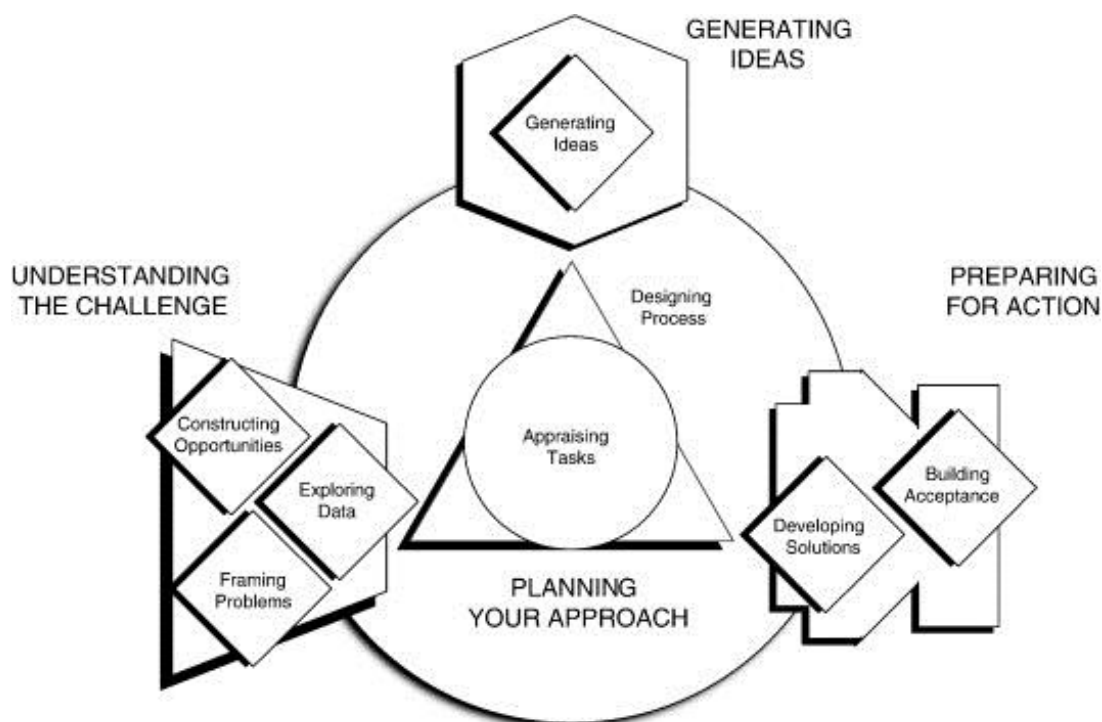 GENERATING
IDEAS
Generating
Ideas
UNDERSTANDING
THE CHALLENGE
PREPARING
FOR ACTION
Designing
Process
Constructing
Opportunities
Exploring
Data
Framing
Problems
Appraising
Tasks
Building
Acceptance
Developing
Solutions
PLANNING
YOUR APPROACH